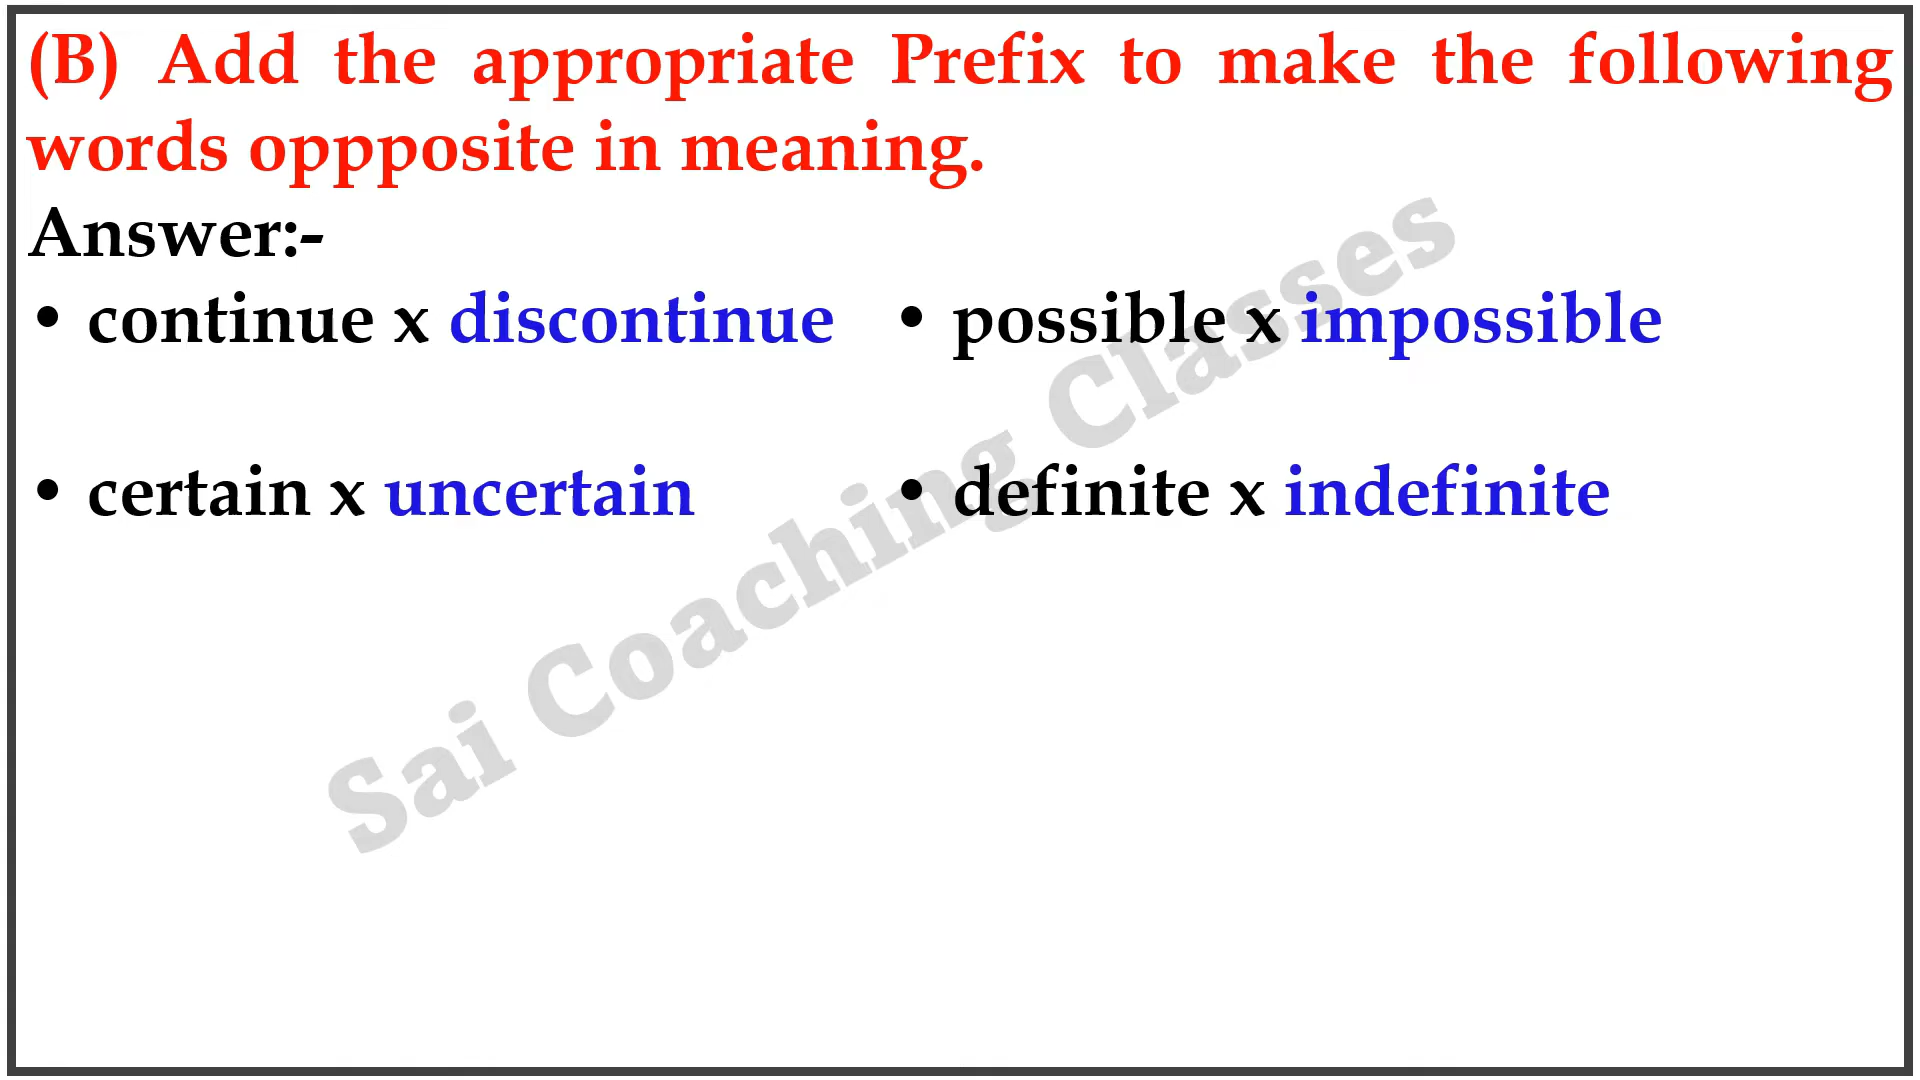 (B) Add the appropriate Prefix to make the following
words oppposite in meaning.
Answer:-
• continue x discontinue • possible x impossible
• certain x uncertain • definite x indefinite
Sai Coaching Classes